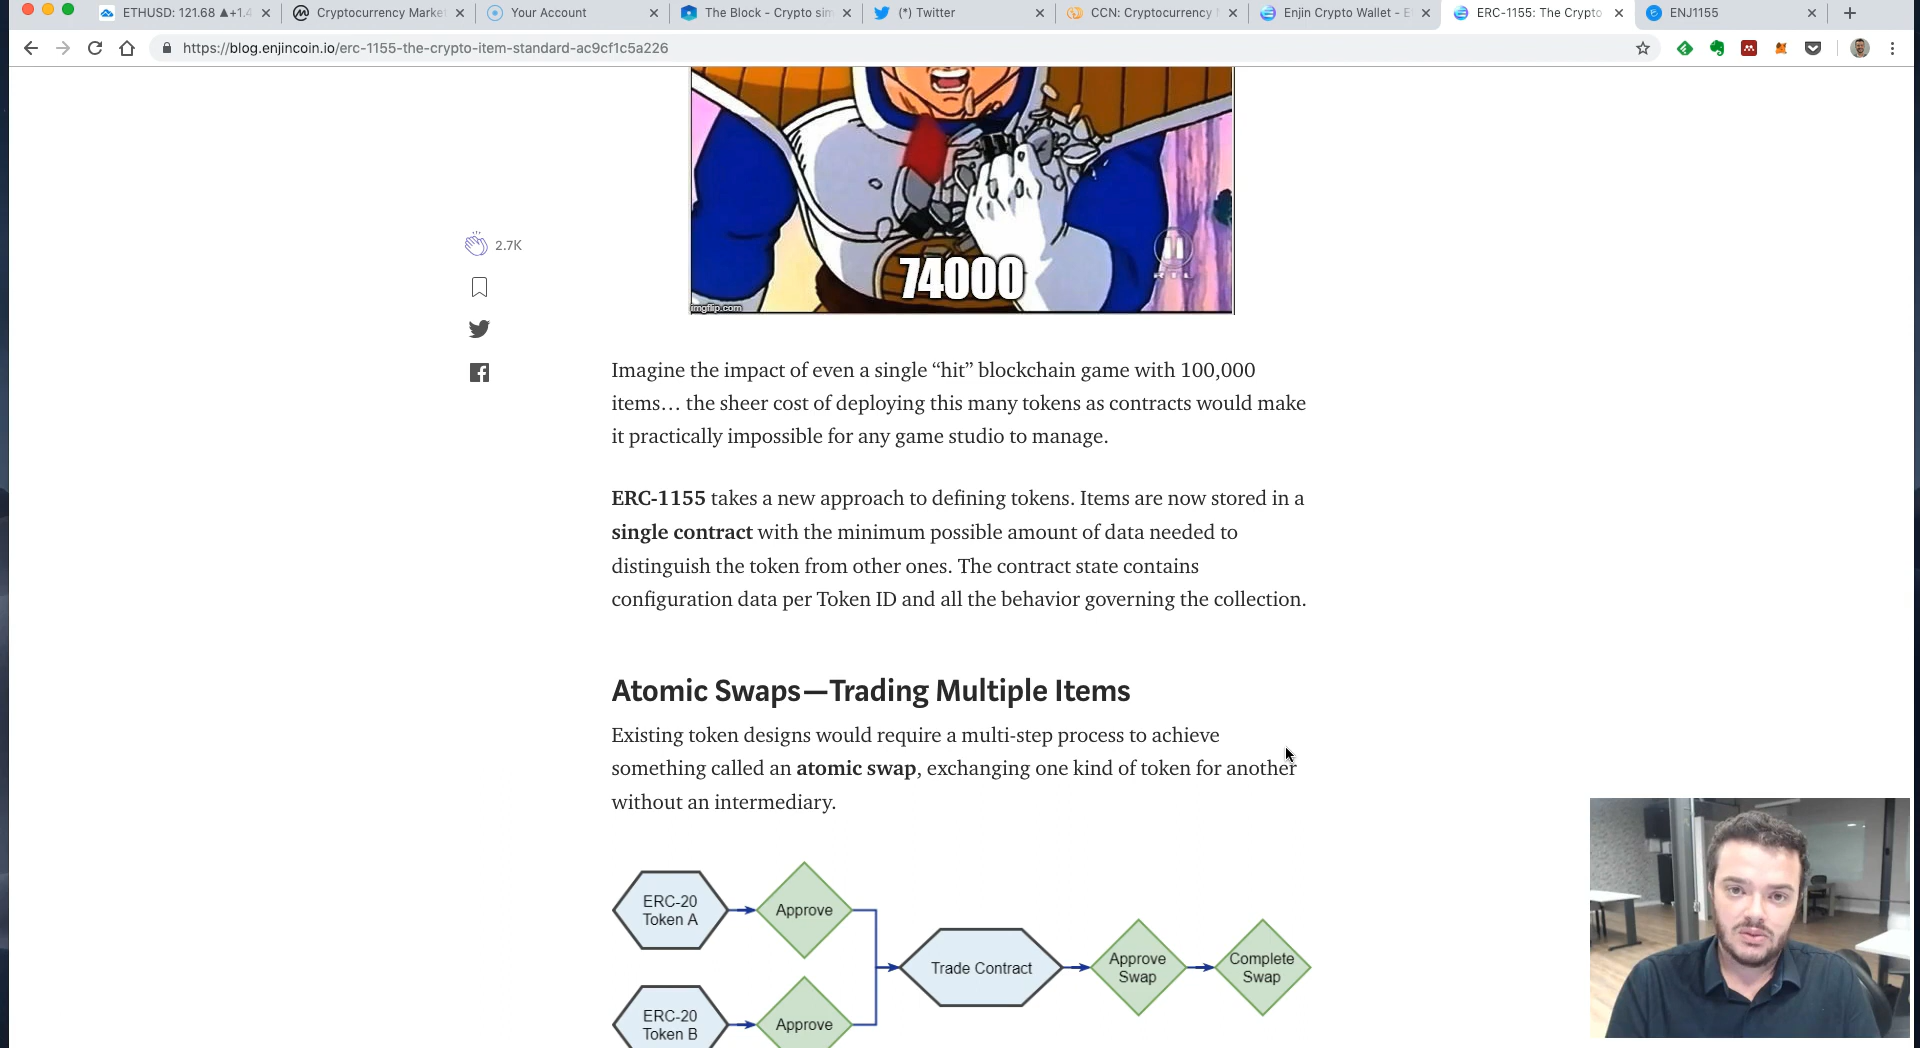 ETHUSD: 121.68 ▲+1.4
Cryptocurrency Market
Your Account
The Block - Crypto sim
(*) Twitter
CCN: Cryptocurrency
Enjin Crypto Wallet - E
ERC-1155: The Crypto
ENJ1155
https://blog.enjincoin.io/erc-1155-the-crypto-item-standard-ac9cf1c5a226
74000
imgflip.com
2.7K
Imagine the impact of even a single “hit” blockchain game with 100,000
items… the sheer cost of deploying this many tokens as contracts would make
it practically impossible for any game studio to manage.
ERC-1155 takes a new approach to defining tokens. Items are now stored in a
single contract with the minimum possible amount of data needed to
distinguish the token from other ones. The contract state contains
configuration data per Token ID and all the behavior governing the collection.
Atomic Swaps—Trading Multiple Items
Existing token designs would require a multi-step process to achieve
something called an atomic swap, exchanging one kind of token for another
without an intermediary.
ERC-20
Token A
Approve
Trade Contract
Approve
Swap
Complete
Swap
ERC-20
Token B
Approve